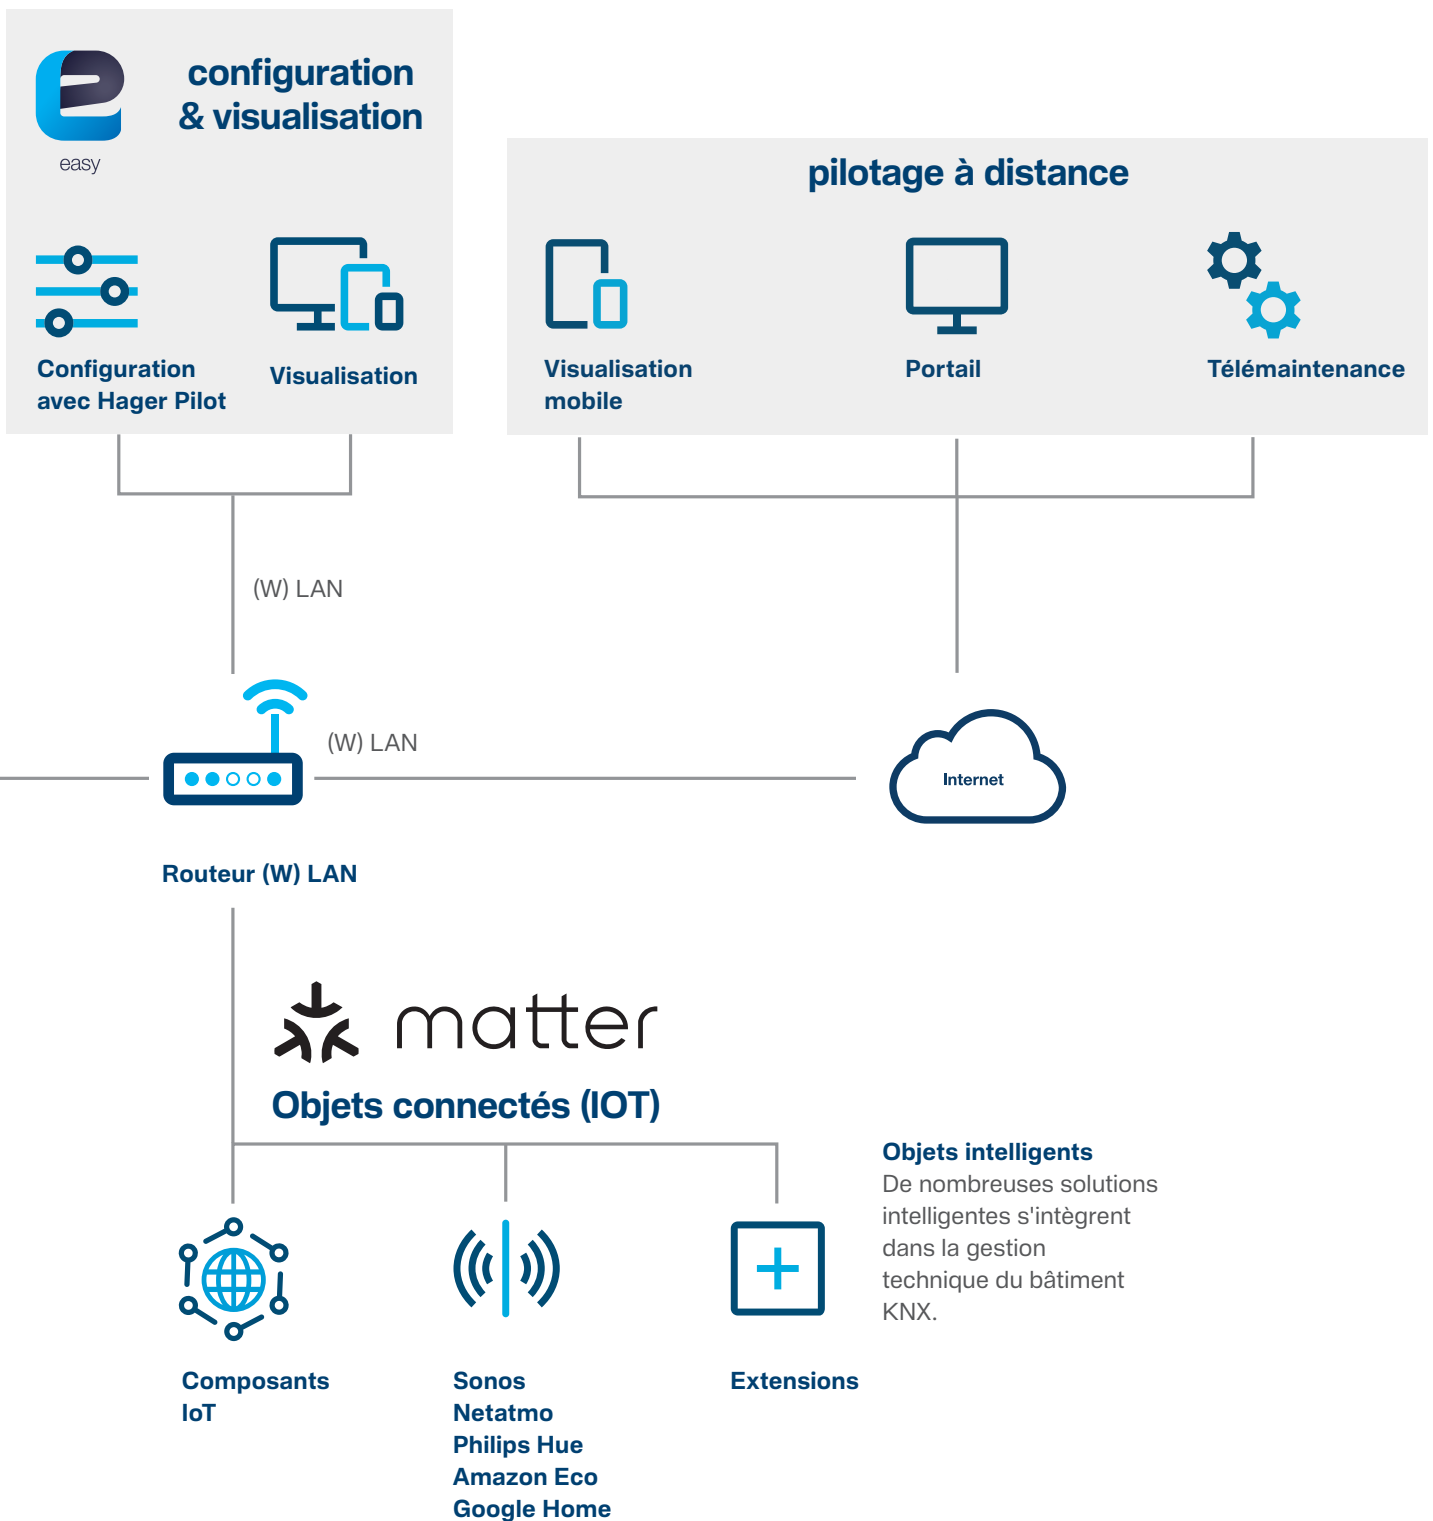 configuration
& visualisation
easy
Configuration
avec Hager Pilot
Visualisation
pilotage à distance
Visualisation
mobile
Portail
Télémaintenance
(W) LAN
(W) LAN
Internet
Routeur (W) LAN
matter
Objets connectés (IOT)
Objets intelligents
De nombreuses solutions
intelligentes s'intègrent
dans la gestion
technique du bâtiment
KNX.
Composants
IoT
Sonos
Netatmo
Philips Hue
Amazon Eco
Google Home
Extensions